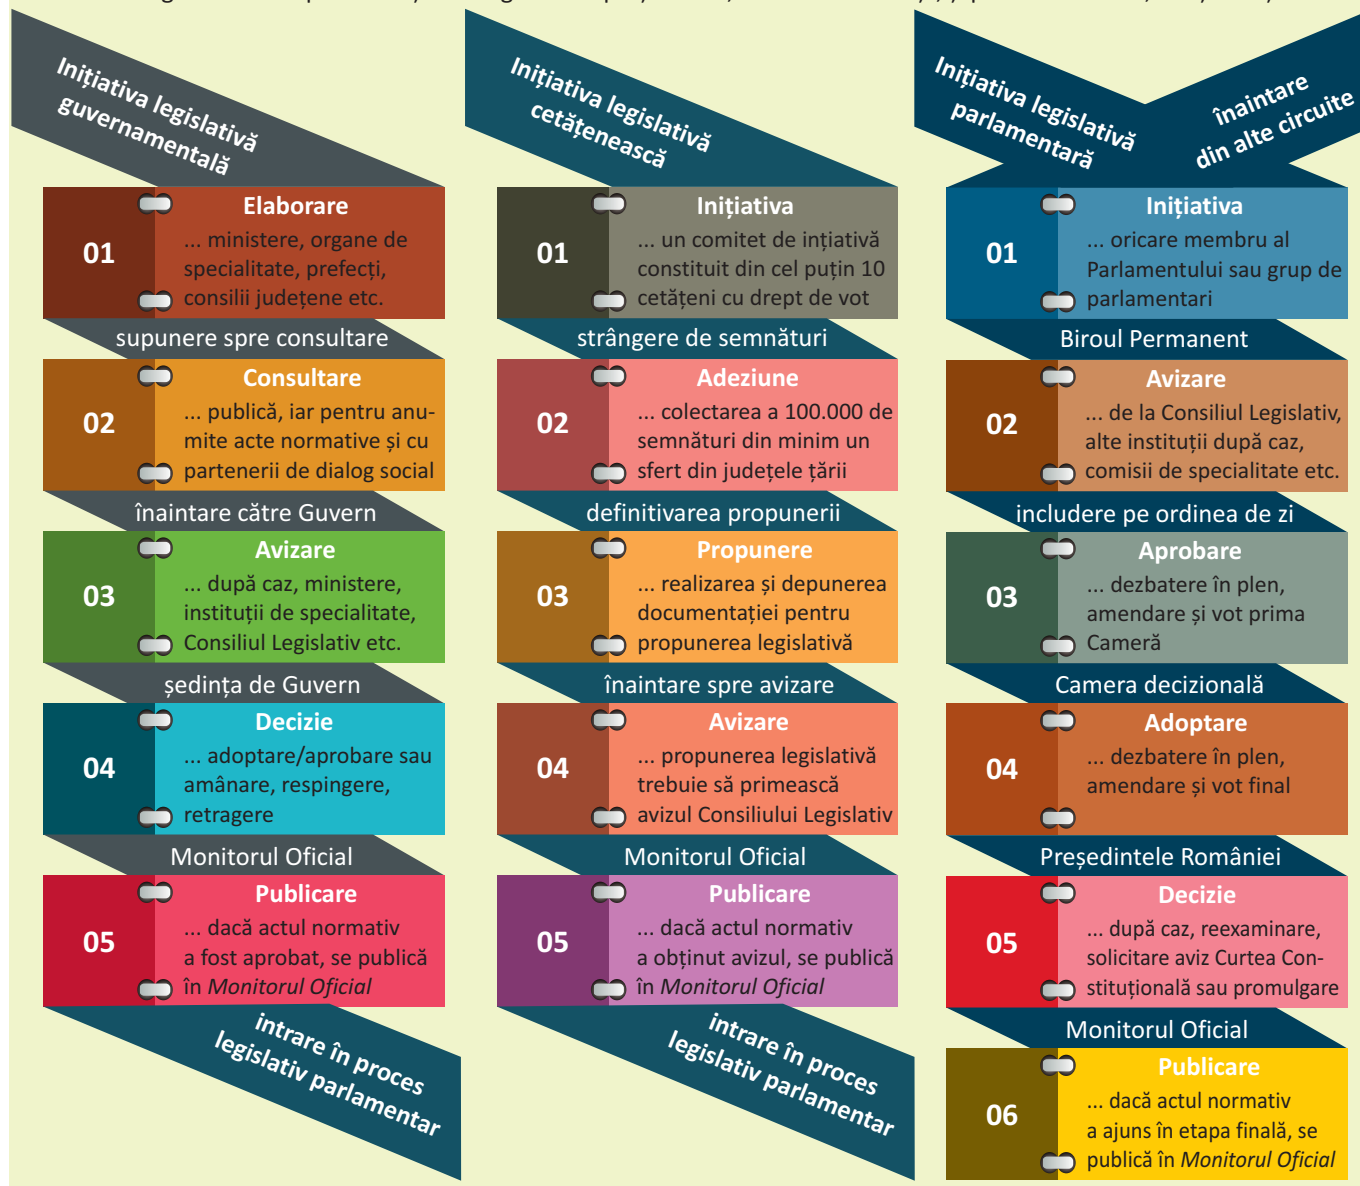 Inițiativa legislativă
guvernamentală
01
Elaborare
... ministere, organe de
specialitate, prefecți,
consilii județene etc.
supunere spre consultare
02
Consultare
... publică, iar pentru anu-
mite acte normative și cu
partenerii de dialog social
înaintare către Guvern
03
Avizare
... după caz, ministere,
instituții de specialitate,
Consiliul Legislativ etc.
ședința de Guvern
04
Decizie
... adoptare/aprobare sau
amânare, respingere,
retragere
Monitorul Oficial
05
Publicare
... dacă actul normativ
a fost aprobat, se publică
în Monitorul Oficial
intrare în proces
legislativ parlamentar
Inițiativa legislativă
cetățenească
01
Inițiativa
... un comitet de ințiativă
constituit din cel puțin 10
cetățeni cu drept de vot
strângere de semnături
02
Adeziune
... colectarea a 100.000 de
semnături din minim un
sfert din județele țării
definitivarea propunerii
03
Propunere
... realizarea și depunerea
documentației pentru
propunerea legislativă
înaintare spre avizare
04
Avizare
... propunerea legislativă
trebuie să primească
avizul Consiliului Legislativ
Monitorul Oficial
05
Publicare
... dacă actul normativ
a obținut avizul, se publică
în Monitorul Oficial
intrare în proces
legislativ parlamentar
Inițiativa legislativă
parlamentară
înaintare
din alte circuite
01
Inițiativa
... oricare membru al
Parlamentului sau grup de
parlamentari
Biroul Permanent
02
Avizare
... de la Consiliul Legislativ,
alte instituții după caz,
comisii de specialitate etc.
includere pe ordinea de zi
03
Aprobare
... dezbatere în plen,
amendare și vot prima
Cameră
Camera decizională
04
Adoptare
... dezbatere în plen,
amendare și vot final
Președintele României
05
Decizie
... după caz, reexaminare,
solicitare aviz Curtea Con-
stituțională sau promulgare
Monitorul Oficial
06
Publicare
... dacă actul normativ
a ajuns în etapa finală, se
publică în Monitorul Oficial